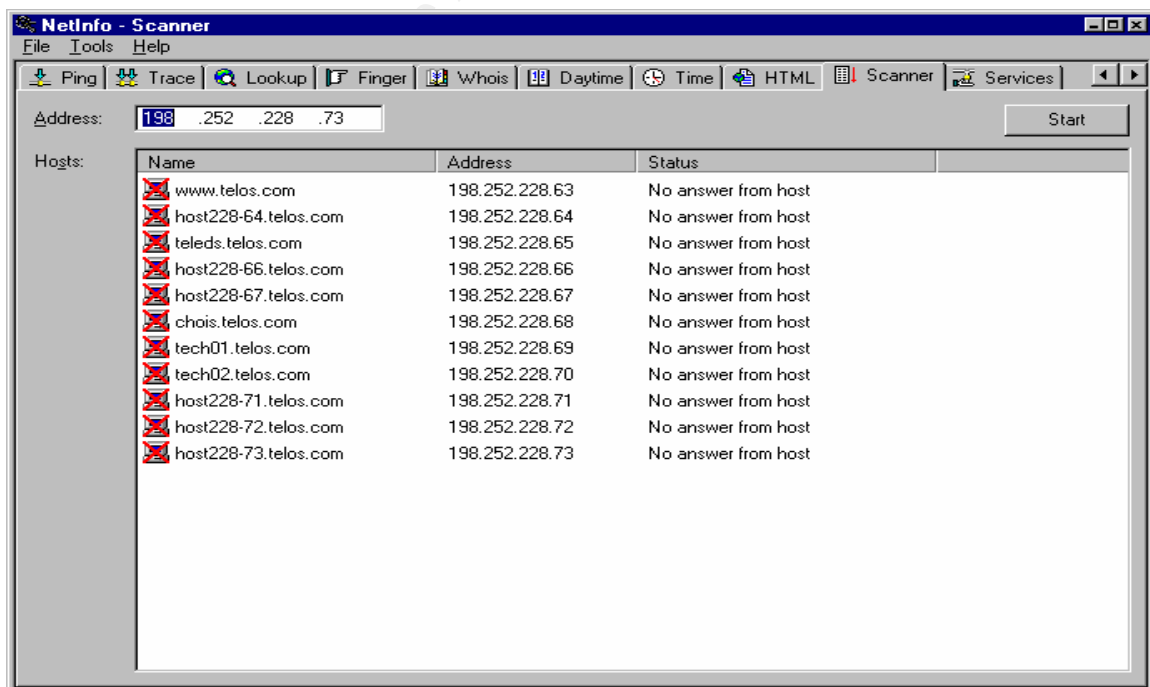 NetInfo - Scanner
File Tools Help
Ping Trace Lookup Finger Whois Daytime Time HTML Scanner Services
Address: 198 .252 .228 .73 Start
Hosts: Name Address Status
www.telos.com 198.252.228.63 No answer from host
host228-64.telos.com 198.252.228.64 No answer from host
teleds.telos.com 198.252.228.65 No answer from host
host228-66.telos.com 198.252.228.66 No answer from host
host228-67.telos.com 198.252.228.67 No answer from host
chois.telos.com 198.252.228.68 No answer from host
tech01.telos.com 198.252.228.69 No answer from host
tech02.telos.com 198.252.228.70 No answer from host
host228-71.telos.com 198.252.228.71 No answer from host
host228-72.telos.com 198.252.228.72 No answer from host
host228-73.telos.com 198.252.228.73 No answer from host